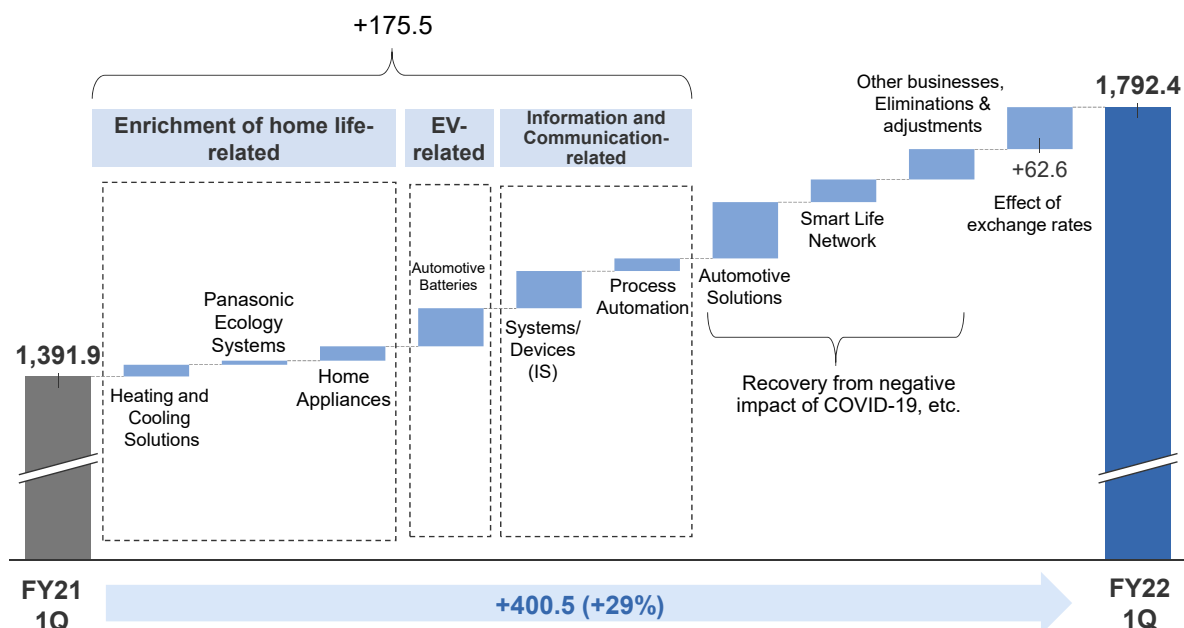 +175.5
Enrichment of home life-
related
EV-
related
Information and
Communication-
related
Other businesses,
Eliminations &
adjustments
1,792.4
+62.6
Effect of
exchange rates
Smart Life
Network
Automotive
Batteries
Process
Automation
Automotive
Solutions
Panasonic
Ecology
Systems
Systems/
Devices
(IS)
1,391.9
Home
Appliances
Heating and
Cooling
Solutions
Recovery from negative
impact of COVID-19, etc.
FY21
1Q
+400.5 (+29%)
FY22
1Q